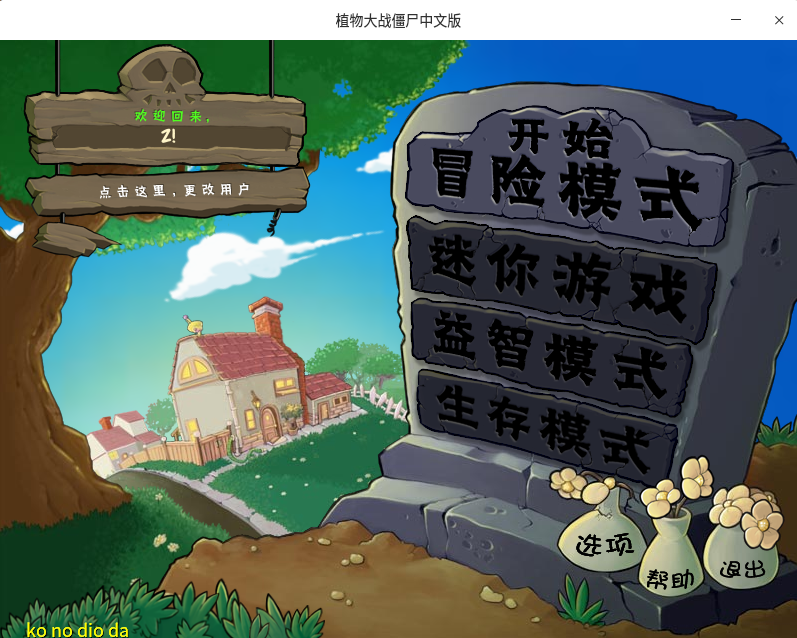 植物大战僵尸中文版
欢迎回来,
Z!
点击这里,更改用户
开始
冒险模式
迷你游戏
益智模式
生存模式
选项
帮助
退出
ko no dio da